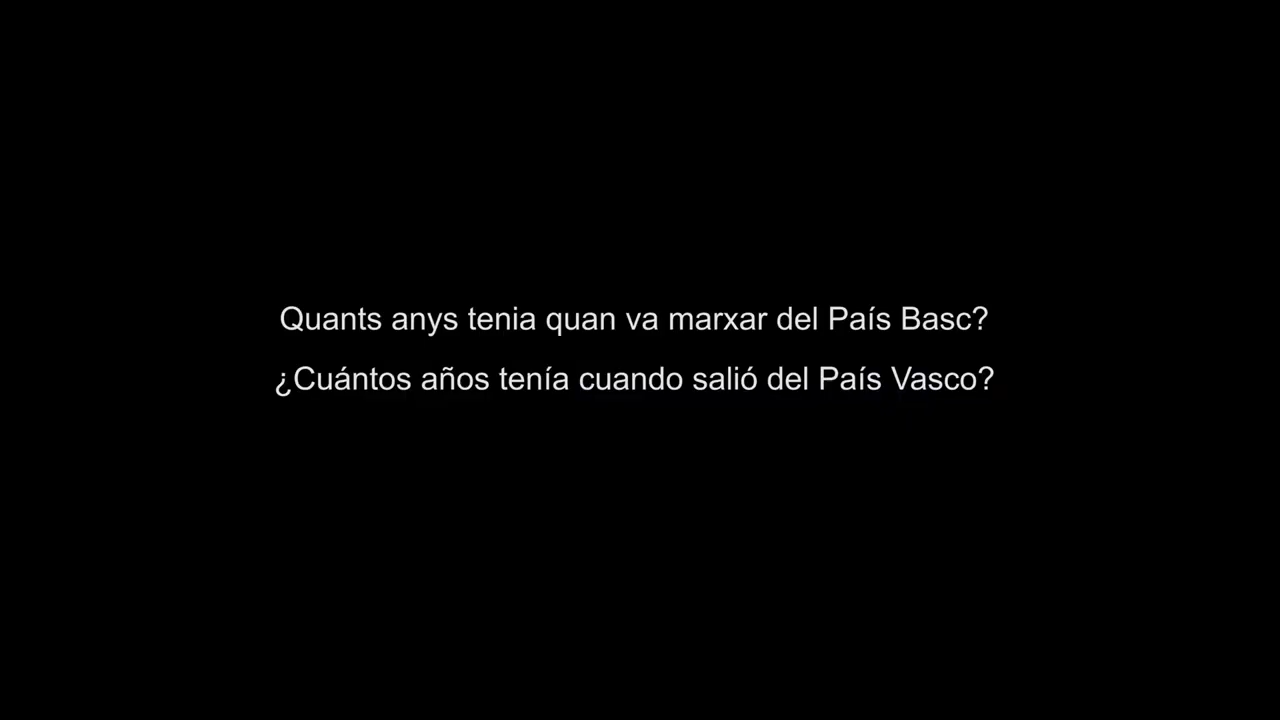 Quants anys tenia quan va marxar del País Basc?
¿Cuántos años tenía cuando salió del País Vasco?